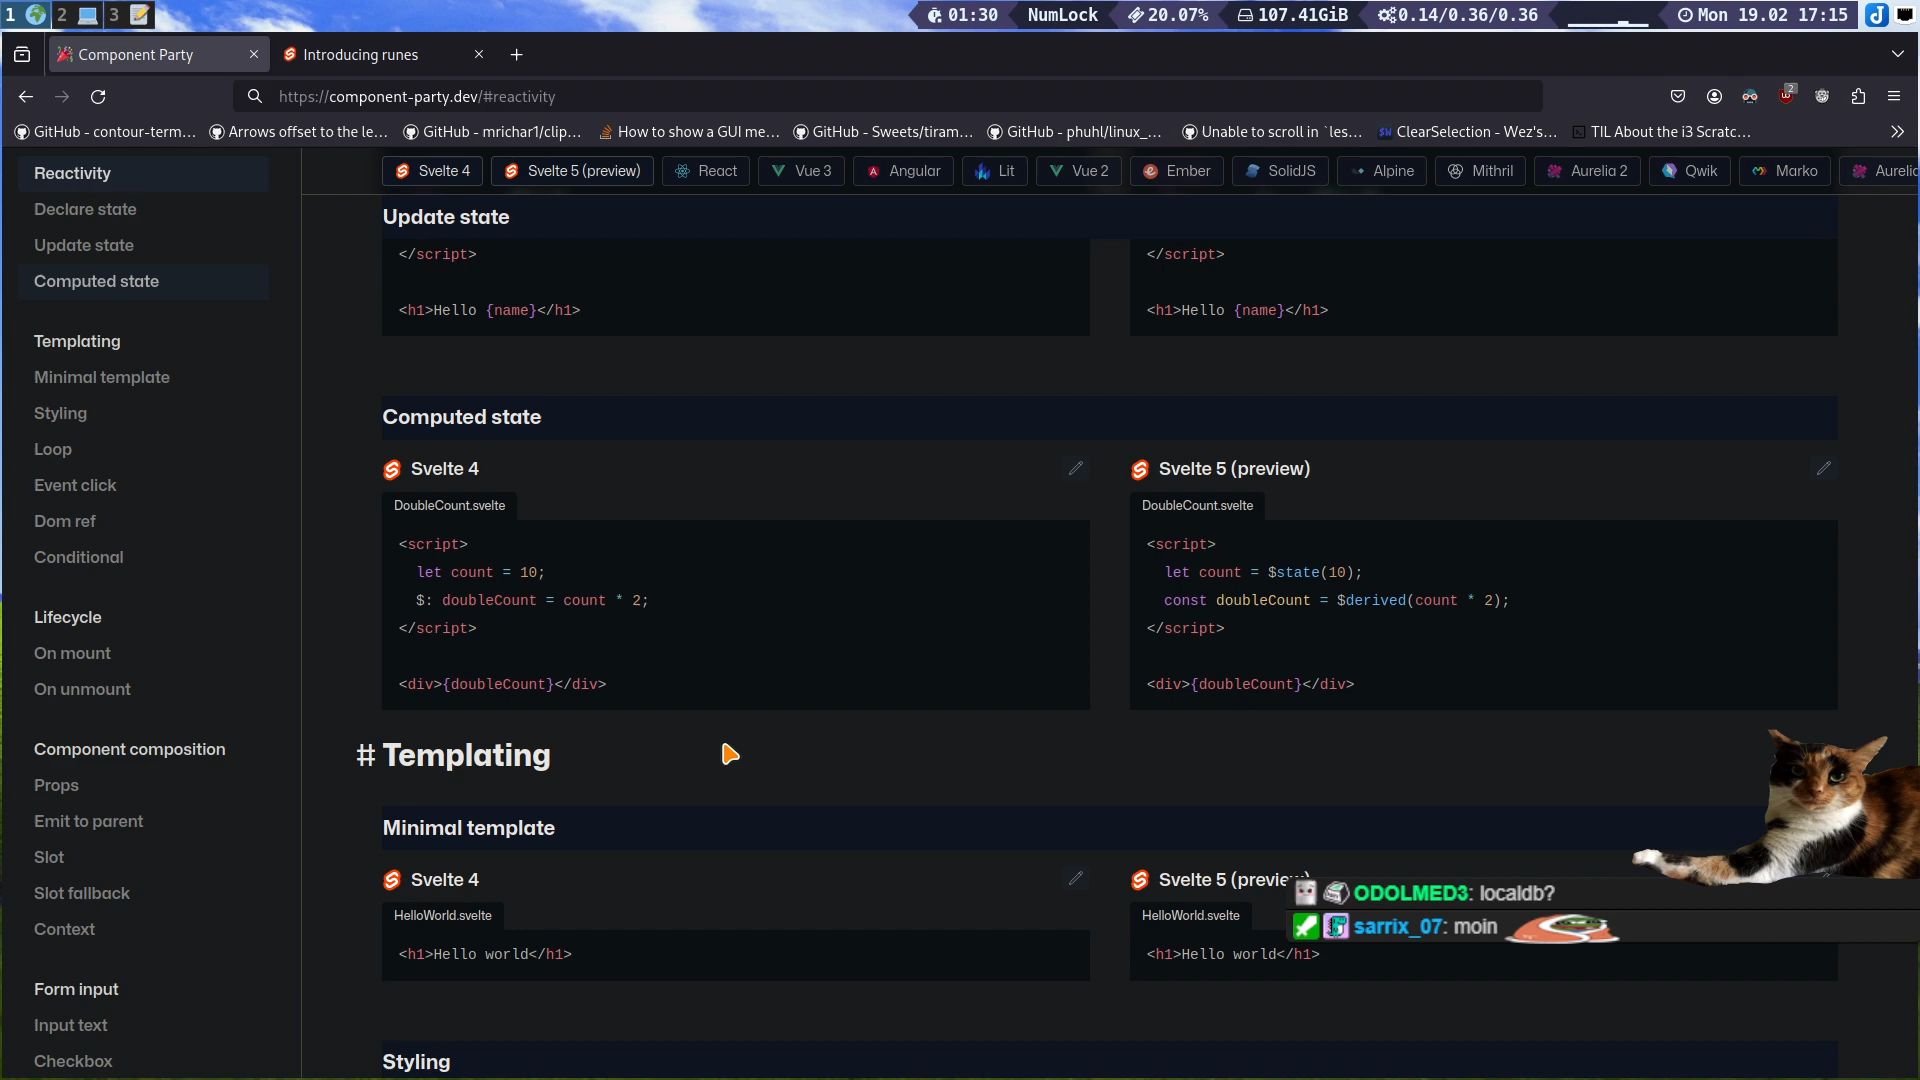 1 2 3
01:30 NumLock 20.07% 107.41GiB 0.14/0.36/0.36 Mon 19.02 17:15
Component Party
Introducing runes
https://component-party.dev/#reactivity
2
GitHub - contour-term...
Arrows offset to the le...
GitHub - mrichar1/clip...
How to show a GUI me...
GitHub - Sweets/tiram...
GitHub - phuhl/linux_...
Unable to scroll in `les...
ClearSelection - Wez's...
TIL About the i3 Scratc...
Svelte 4
Svelte 5 (preview)
React
Vue 3
Angular
Lit
Vue 2
Ember
SolidJS
Alpine
Mithril
Aurelia 2
Qwik
Marko
Aurelia
Reactivity
Declare state
Update state
Computed state
Templating
Minimal template
Styling
Loop
Event click
Dom ref
Conditional
Lifecycle
On mount
On unmount
Component composition
Props
Emit to parent
Slot
Slot fallback
Context
Form input
Input text
Checkbox
Update state
</script>
<h1>Hello {name}</h1>
</script>
<h1>Hello {name}</h1>
Computed state
Svelte 4
DoubleCount.svelte
<script>
let count = 10;
$: doubleCount = count * 2;
</script>
<div>{doubleCount}</div>
Svelte 5 (preview)
DoubleCount.svelte
<script>
let count = $state(10);
const doubleCount = $derived(count * 2);
</script>
<div>{doubleCount}</div>
# Templating
Minimal template
Svelte 4
HelloWorld.svelte
<h1>Hello world</h1>
Svelte 5 (preview)
HelloWorld.svelte
<h1>Hello world</h1>
ODOLMED3: localdb?
sarrix_07: moin
Styling